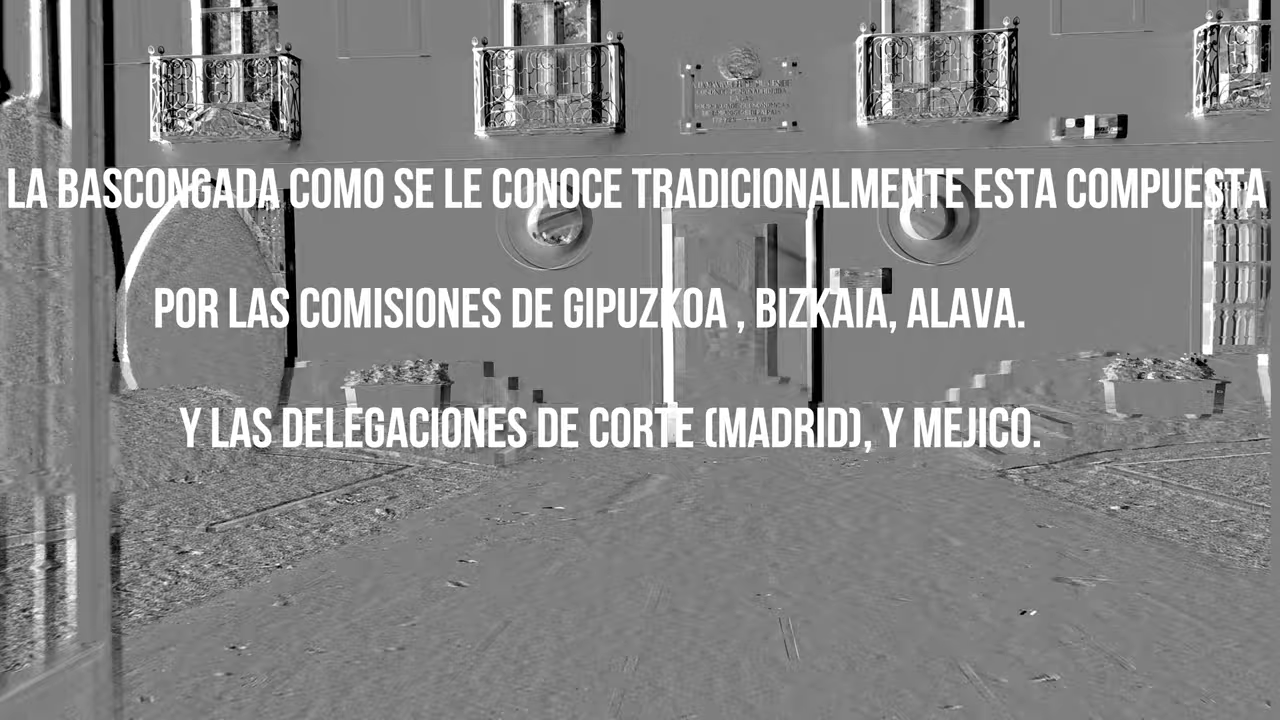 LA BASCONGADA COMO SE LE CONOCE TRADICIONALMENTE ESTA COMPUESTA
POR LAS COMISIONES DE GIPUZKOA , BIZKAIA, ALAVA.
Y LAS DELEGACIONES DE CORTE (MADRID), Y MEJICO.